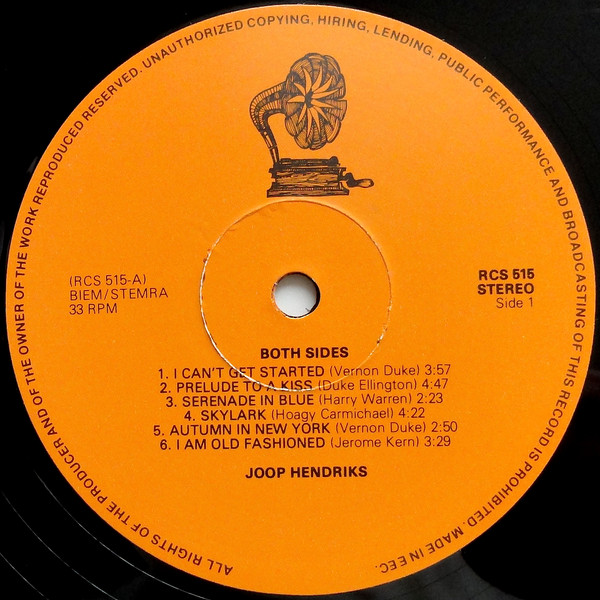 ALL RIGHTS OF THE PRODUCER AND OF THE OWNER OF THE WORK REPRODUCED RESERVED. UNAUTHORIZED COPYING, HIRING, LENDING, PUBLIC PERFORMANCE AND BROADCASTING OF THIS RECORD IS PROHIBITED. MADE IN EEC.
(RCS 515-A)
BIEM/STEMRA
33 RPM
RCS 515
STEREO
Side 1
BOTH SIDES
1. I CAN'T GET STARTED (Vernon Duke) 3:57
2. PRELUDE TO A KISS (Duke Ellington) 4:47
3. SERENADE IN BLUE (Harry Warren) 2:23
4. SKYLARK (Hoagy Carmichael) 4:22
5. AUTUMN IN NEW YORK (Vernon Duke) 2:50
6. I AM OLD FASHIONED (Jerome Kern) 3:29
JOOP HENDRIKS